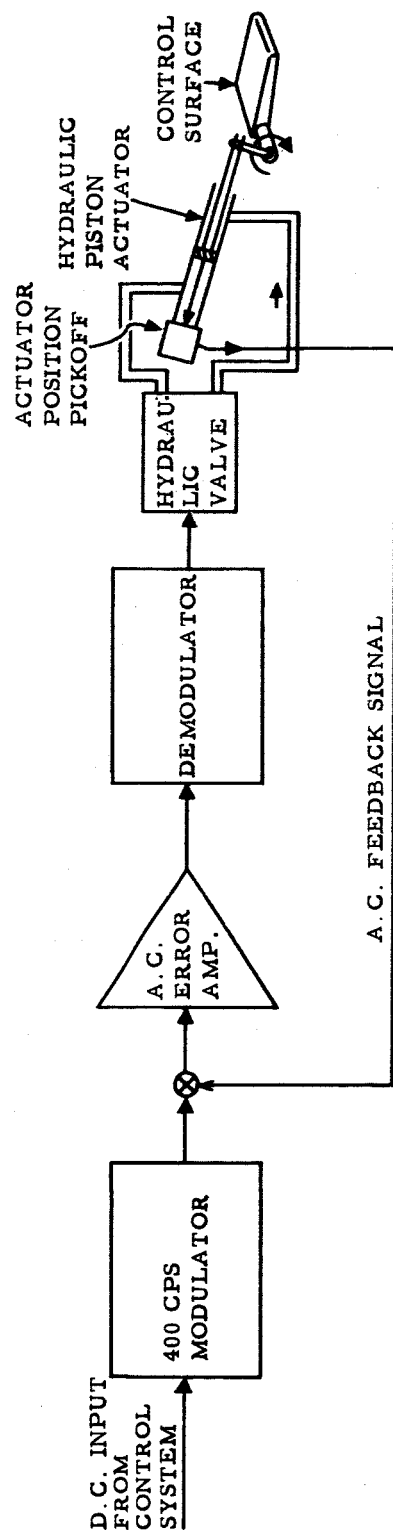 D.C. INPUT
FROM
CONTROL
SYSTEM
400 CPS
MODULATOR
A.C.
ERROR
AMP.
DEMODULATOR
HYDRAU-
LIC
VALVE
ACTUATOR
POSITION
PICKOFF
HYDRAULIC
PISTON
ACTUATOR
CONTROL
SURFACE
A.C. FEEDBACK SIGNAL